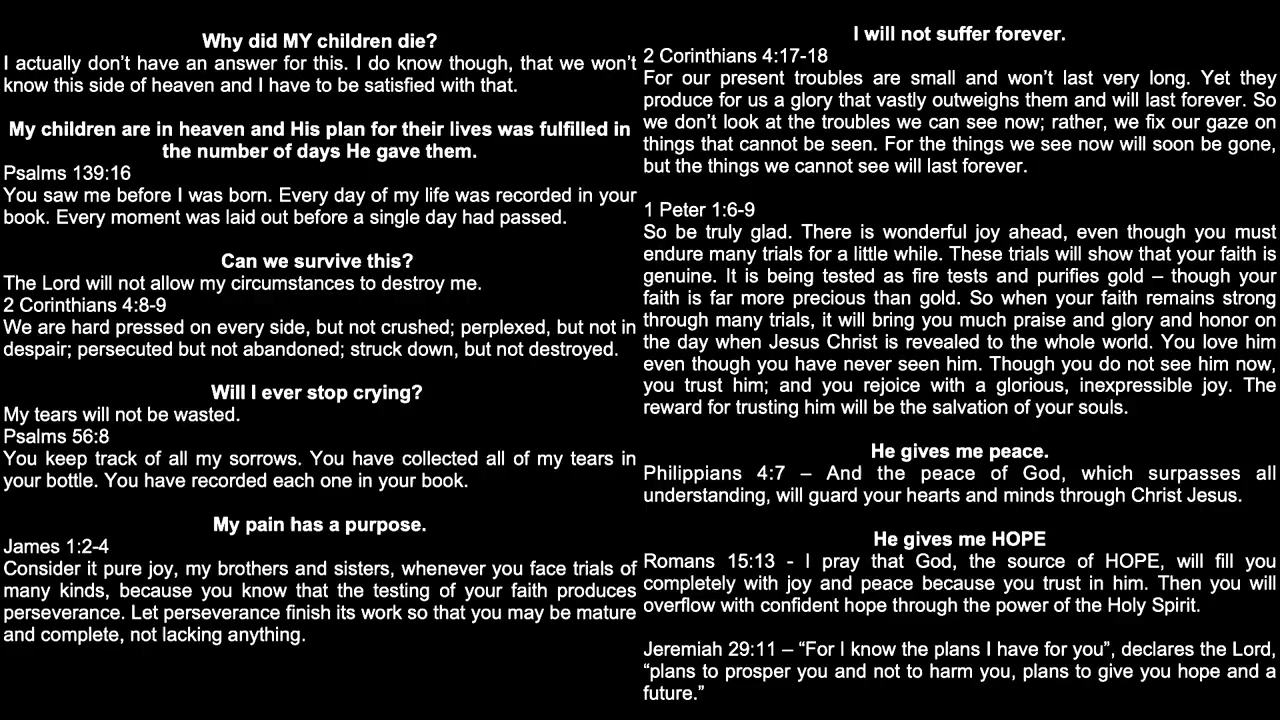 Why did MY children die?
I actually don’t have an answer for this. I do know though, that we won’t
know this side of heaven and I have to be satisfied with that.
My children are in heaven and His plan for their lives was fulfilled in
the number of days He gave them.
Psalms 139:16
You saw me before I was born. Every day of my life was recorded in your
book. Every moment was laid out before a single day had passed.
Can we survive this?
The Lord will not allow my circumstances to destroy me.
2 Corinthians 4:8-9
We are hard pressed on every side, but not crushed; perplexed, but not in
despair; persecuted but not abandoned; struck down, but not destroyed.
Will I ever stop crying?
My tears will not be wasted.
Psalms 56:8
You keep track of all my sorrows. You have collected all of my tears in
your bottle. You have recorded each one in your book.
My pain has a purpose.
James 1:2-4
Consider it pure joy, my brothers and sisters, whenever you face trials of
many kinds, because you know that the testing of your faith produces
perseverance. Let perseverance finish its work so that you may be mature
and complete, not lacking anything.
I will not suffer forever.
2 Corinthians 4:17-18
For our present troubles are small and won’t last very long. Yet they
produce for us a glory that vastly outweighs them and will last forever. So
we don’t look at the troubles we can see now; rather, we fix our gaze on
things that cannot be seen. For the things we see now will soon be gone,
but the things we cannot see will last forever.
1 Peter 1:6-9
So be truly glad. There is wonderful joy ahead, even though you must
endure many trials for a little while. These trials will show that your faith is
genuine. It is being tested as fire tests and purifies gold – though your
faith is far more precious than gold. So when your faith remains strong
through many trials, it will bring you much praise and glory and honor on
the day when Jesus Christ is revealed to the whole world. You love him
even though you have never seen him. Though you do not see him now,
you trust him; and you rejoice with a glorious, inexpressible joy. The
reward for trusting him will be the salvation of your souls.
He gives me peace.
Philippians 4:7 – And the peace of God, which surpasses all
understanding, will guard your hearts and minds through Christ Jesus.
He gives me HOPE
Romans 15:13 - I pray that God, the source of HOPE, will fill you
completely with joy and peace because you trust in him. Then you will
overflow with confident hope through the power of the Holy Spirit.
Jeremiah 29:11 – “For I know the plans I have for you”, declares the Lord,
“plans to prosper you and not to harm you, plans to give you hope and a
future.”